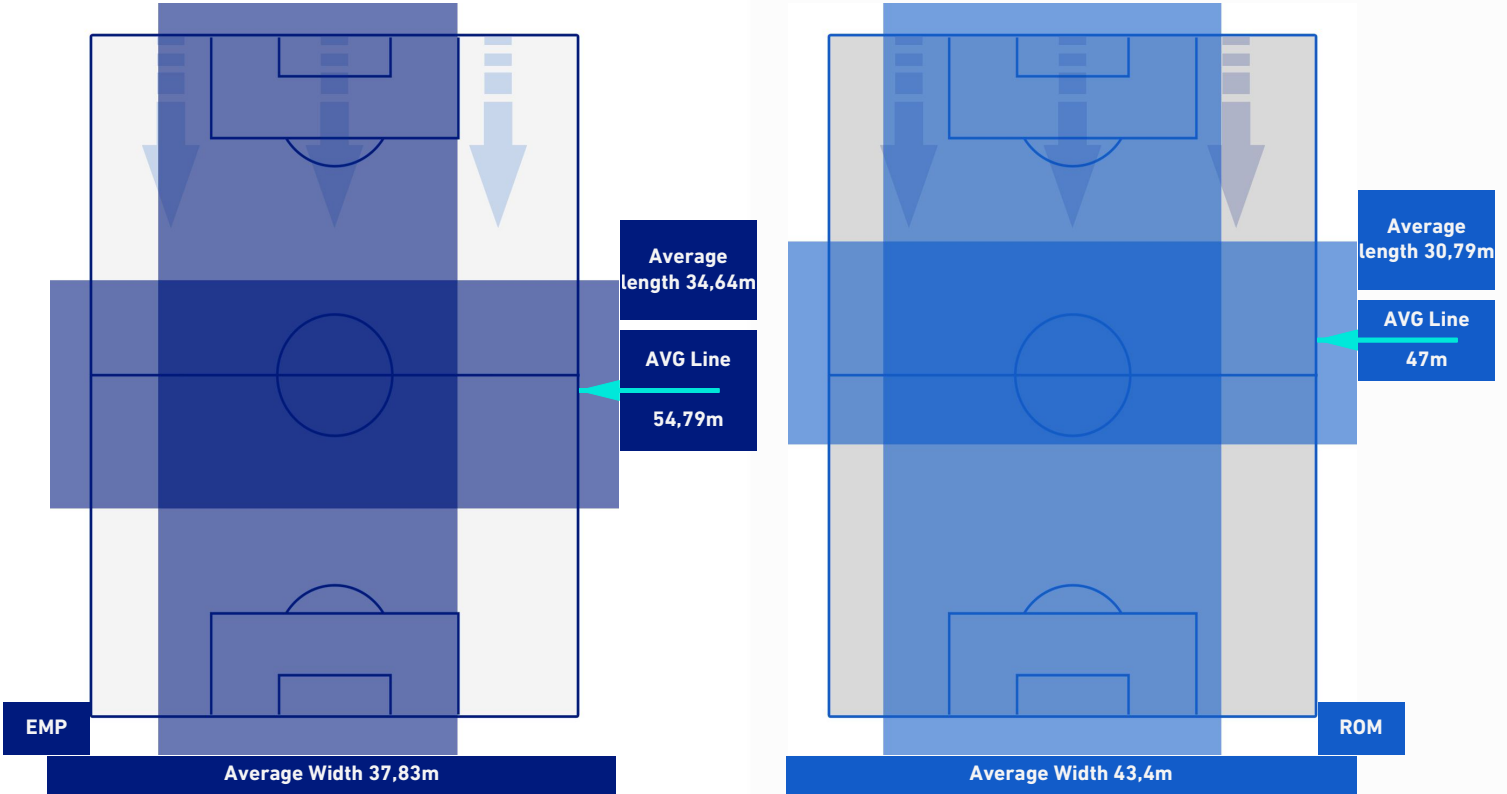 Average
length 34,64m
AVG Line
54,79m
EMP
Average Width 37,83m
Average
length 30,79m
AVG Line
47m
ROM
Average Width 43,4m